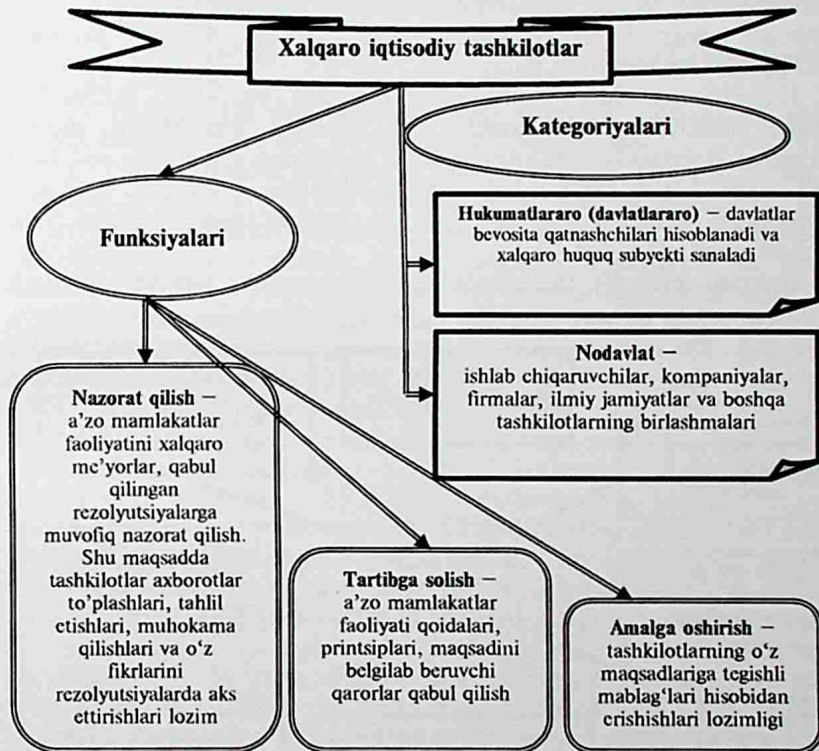 Xalqaro iqtisodiy tashkilotlar
Kategoriyalari
Funksiyalari
Hukumatlararo (davlatlararo) – davlatlar
bevosita qatnashchilari hisoblanadi va
xalqaro huquq subyekti sanaladi
Nodavlat –
ishlab chiqaruvchilar, kompaniyalar,
firmalar, ilmiy jamiyatlar va boshqa
tashkilotlarning birlashmalari
Nazorat qilish –
a'zo mamlakatlar
faoliyatini xalqaro
me'yorlar, qabul
qilingan
rezolyutsiyalarga
muvofiq nazorat qilish.
Shu maqsadda
tashkilotlar axborotlar
to'plashlari, tahlil
etishlari, muhokama
qilishlari va o‘z
fikrlarini
rezolyutsiyalarda aks
ettirishlari lozim
Tartibga solish –
a'zo mamlakatlar
faoliyati qoidalari,
printsiplari, maqsadini
belgilab beruvchi
qarorlar qabul qilish
Amalga oshirish –
tashkilotlarning o‘z
maqsadlariga tegishli
mablag‘lari hisobidan
erishishlari lozimligi